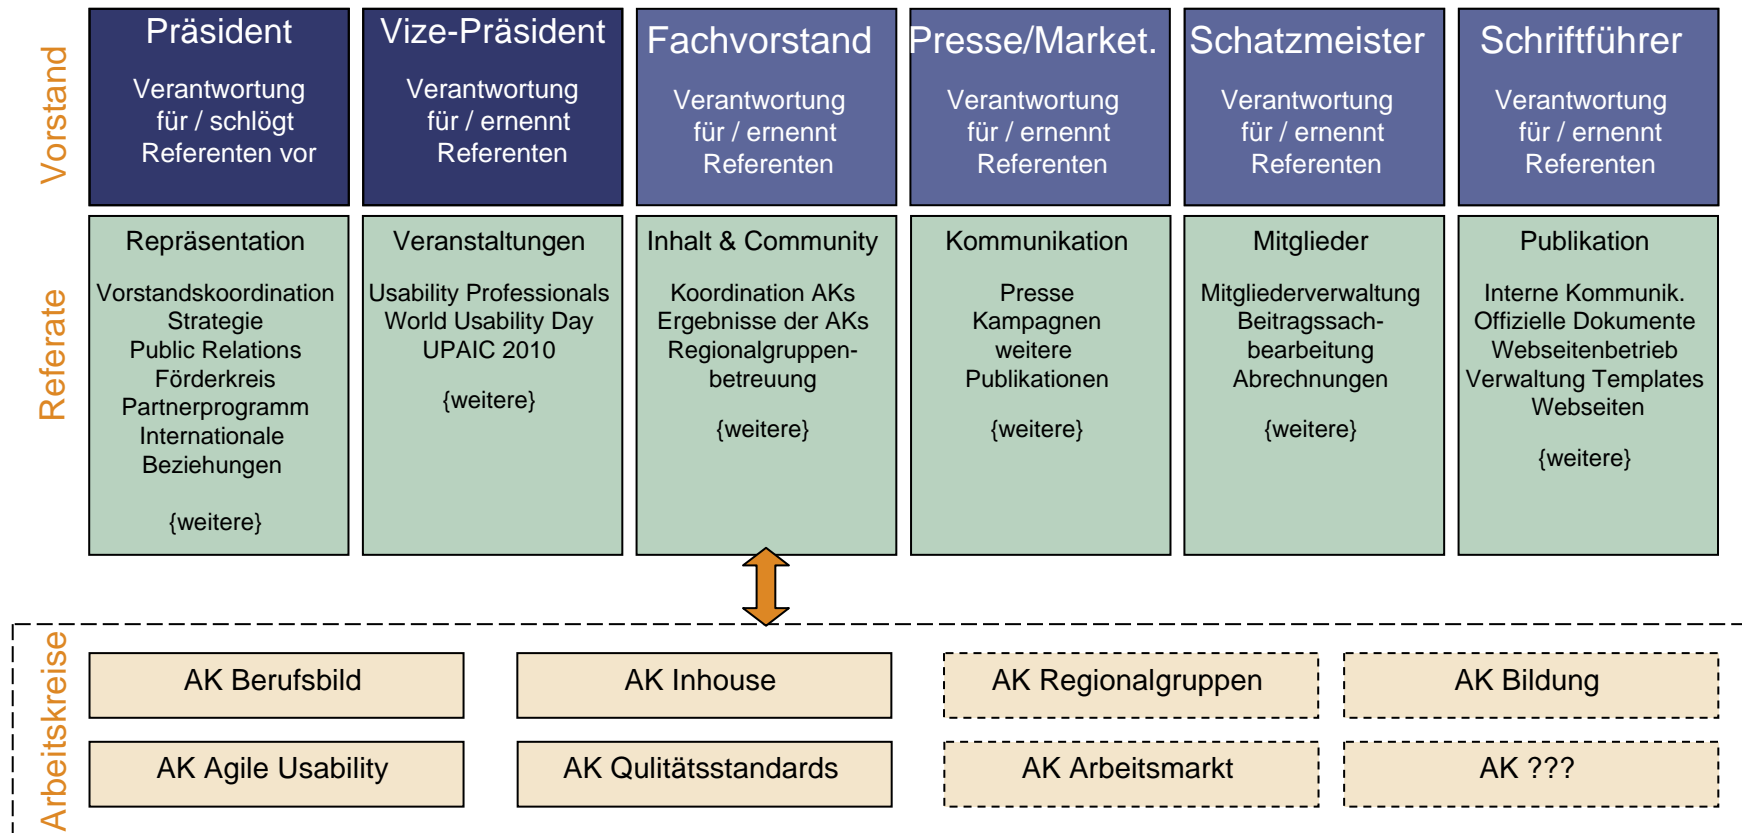 Vorstand
Präsident
Verantwortung
für / schlögt
Referenten vor
Vize-Präsident
Verantwortung
für / ernennt
Referenten
Fachvorstand
Verantwortung
für / ernennt
Referenten
Presse/Market.
Verantwortung
für / ernennt
Referenten
Schatzmeister
Verantwortung
für / ernennt
Referenten
Schriftführer
Verantwortung
für / ernennt
Referenten
Referate
Repräsentation
Vorstandskoordination
Strategie
Public Relations
Förderkreis
Partnerprogramm
Internationale
Beziehungen
{weitere}
Veranstaltungen
Usability Professionals
World Usability Day
UPAIC 2010
{weitere}
Inhalt & Community
Koordination AKs
Ergebnisse der AKs
Regionalgruppen-
betreuung
{weitere}
Kommunikation
Presse
Kampagnen
weitere
Publikationen
{weitere}
Mitglieder
Mitgliederverwaltung
Beitragssach-
bearbeitung
Abrechnungen
{weitere}
Publikation
Interne Kommunik.
Offizielle Dokumente
Webseitenbetrieb
Verwaltung Templates
Webseiten
{weitere}
Arbeitskreise
AK Berufsbild
AK Inhouse
AK Regionalgruppen
AK Bildung
AK Agile Usability
AK Qulitätsstandards
AK Arbeitsmarkt
AK ???